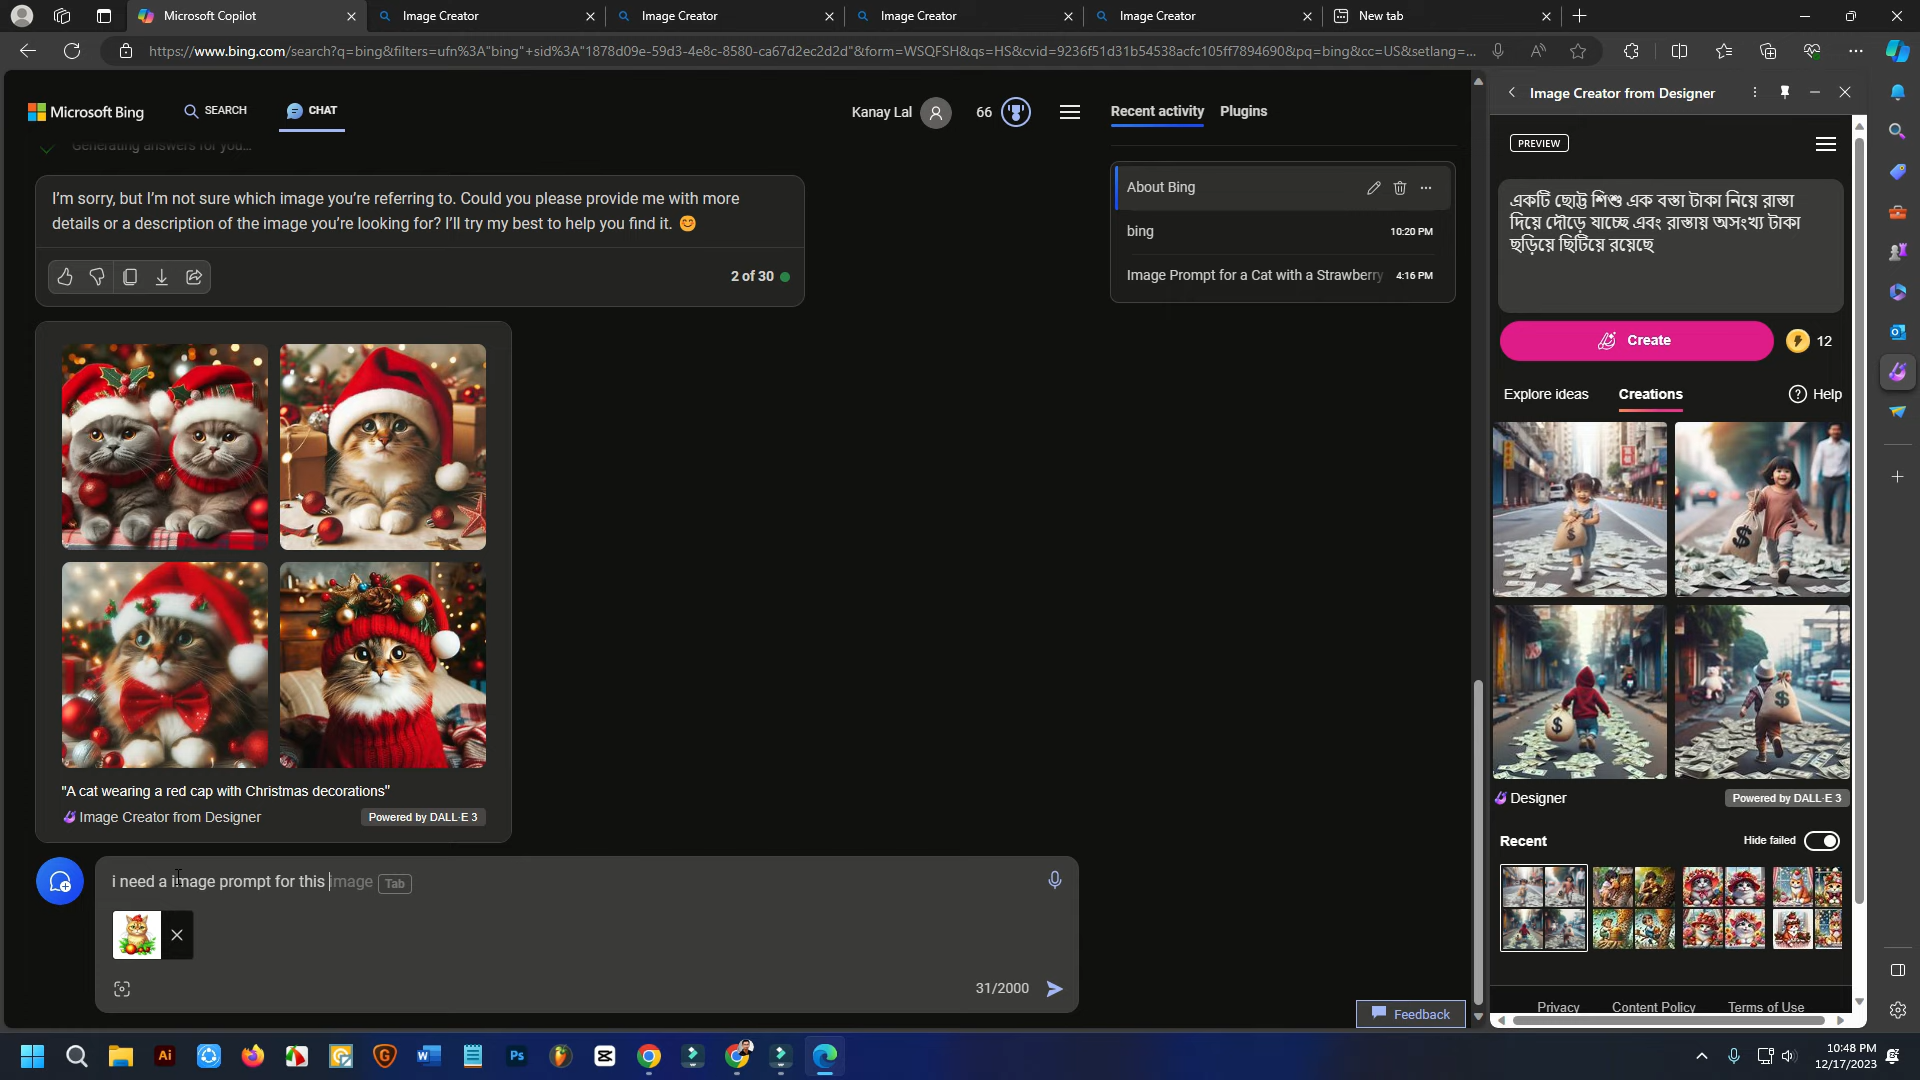 Microsoft Copilot
Image Creator
Image Creator
Image Creator
Image Creator
New tab
https://www.bing.com/search?q=bing&filters=ufn%3A"bing"+sid%3A"1878d09e-59d3-4e8c-8580-ca67d2ec2d2d"&form=WSQFSH&qs=HS&cvid=9236f51d31b54538acfc105ff7894690&pq=bing&cc=US&setlang=...
Microsoft Bing
SEARCH
CHAT
Kanay Lal
66
Generating answers for you...
I'm sorry, but I'm not sure which image you're referring to. Could you please provide me with more
details or a description of the image you're looking for? I'll try my best to help you find it. 😊
2 of 30
"A cat wearing a red cap with Christmas decorations"
Image Creator from Designer
Powered by DALL·E 3
i need a image prompt for this image Tab
31/2000
Recent activity Plugins
About Bing
bing 10:20 PM
Image Prompt for a Cat with a Strawberry 4:16 PM
Feedback
Image Creator from Designer
PREVIEW
একটি ছোট্ট শিশু এক বস্তা টাকা নিয়ে রাস্তা
দিয়ে দৌড়ে যাচ্ছে এবং রাস্তায় অসংখ্য টাকা
ছড়িয়ে ছিটিয়ে রয়েছে
Create
12
Explore ideas
Creations
Help
Designer
Powered by DALL·E 3
Recent
Hide failed
Privacy
Content Policy
Terms of Use
10:48 PM
12/17/2023